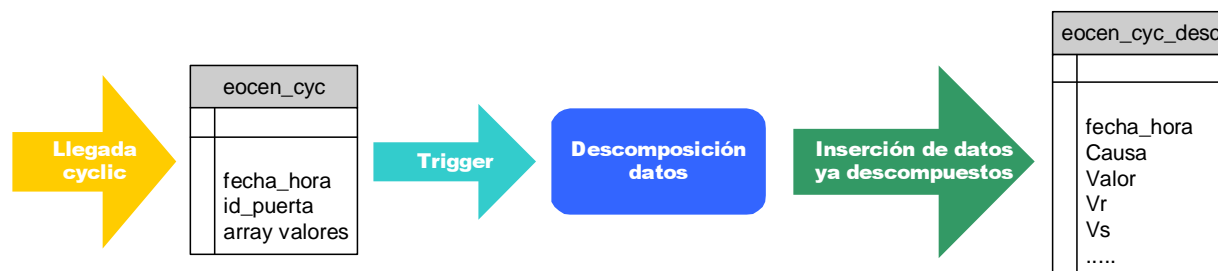 Llegada
cyclic
eocen_cyc
fecha_hora
id_puerta
array valores
Trigger
Descomposición
datos
Inserción de datos
ya descompuestos
eocen_cyc_desc
fecha_hora
Causa
Valor
Vr
Vs
.....